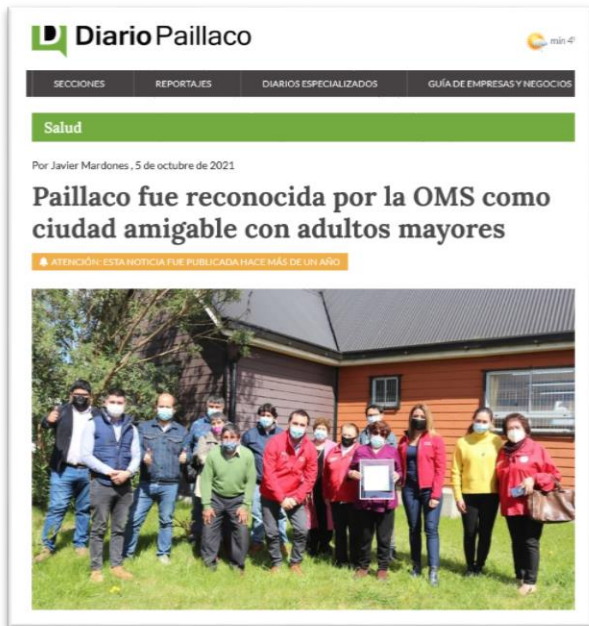 D Diario Paillaco
min 4°
SECCIONES REPORTAJES DIARIOS ESPECIALIZADOS GUÍA DE EMPRESAS Y NEGOCIOS
Salud
Por Javier Mardones , 5 de octubre de 2021
Paillaco fue reconocida por la OMS como
ciudad amigable con adultos mayores
ATENCIÓN: ESTA NOTICIA FUE PUBLICADA HACE MÁS DE UN AÑO